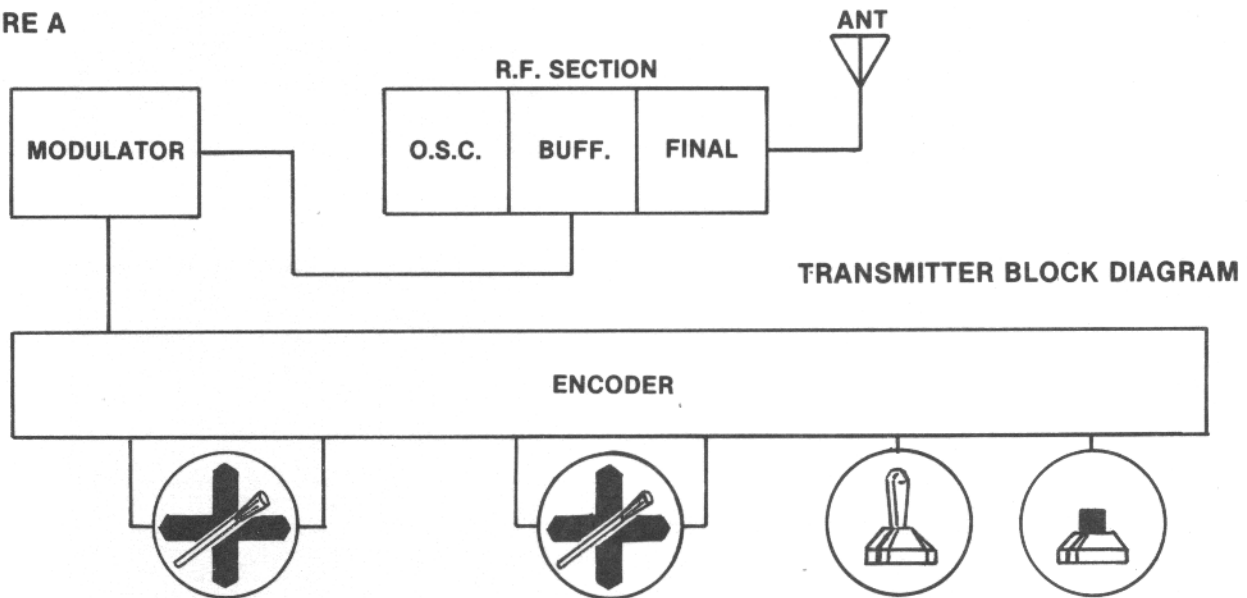 RE A
ANT
R.F. SECTION
MODULATOR
O.S.C.
BUFF.
FINAL
TRANSMITTER BLOCK DIAGRAM
ENCODER